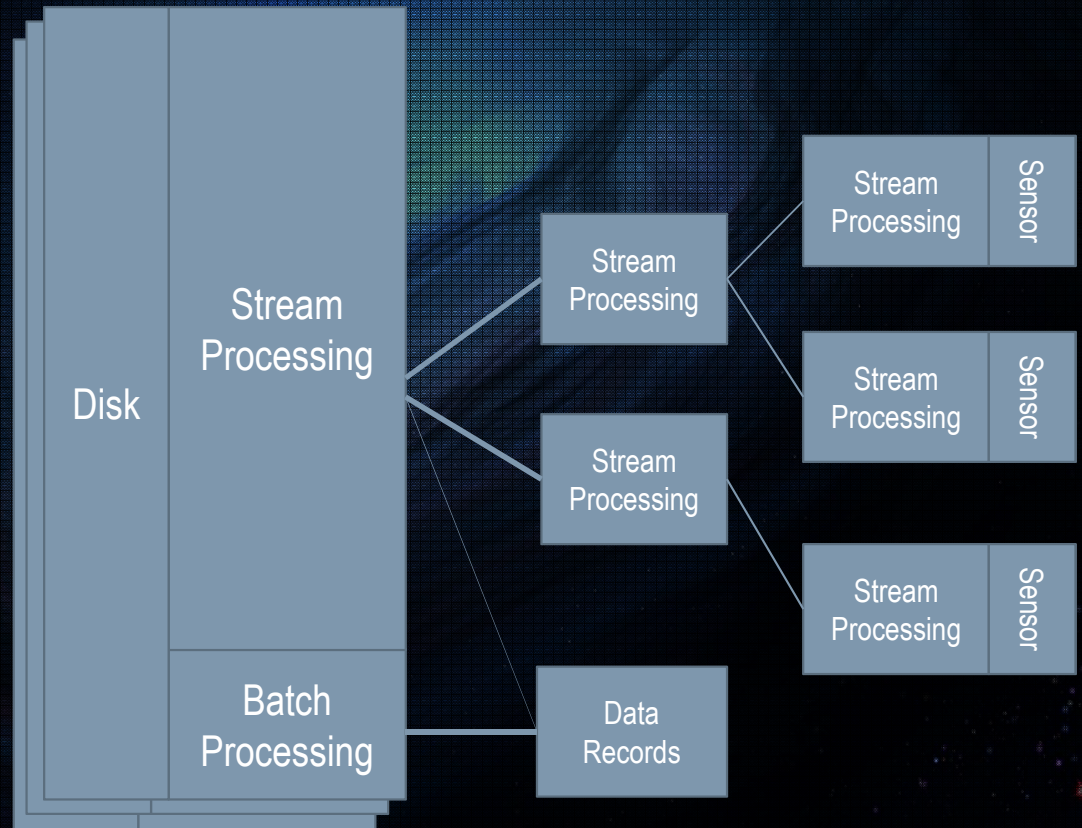 Disk
Stream
Processing
Batch
Processing
Stream
Processing
Stream
Processing
Data
Records
Stream
Processing
Sensor
Stream
Processing
Sensor
Stream
Processing
Sensor